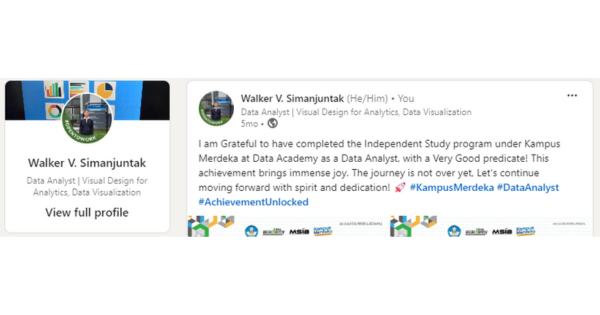 #OPENTOWORK
Walker V. Simanjuntak
Data Analyst | Visual Design for
Analytics, Data Visualization
View full profile
Walker V. Simanjuntak (He/Him) • You
Data Analyst | Visual Design for Analytics, Data Visualization
5mo •
I am Grateful to have completed the Independent Study program under Kampus
Merdeka at Data Academy as a Data Analyst, with a Very Good predicate! This
achievement brings immense joy. The journey is not over yet, Let's continue
moving forward with spirit and dedication! 🚀 #KampusMerdeka #DataAnalyst
#AchievementUnlocked
MSIB Kampus Merdeka
MSIB Kampus Merdeka